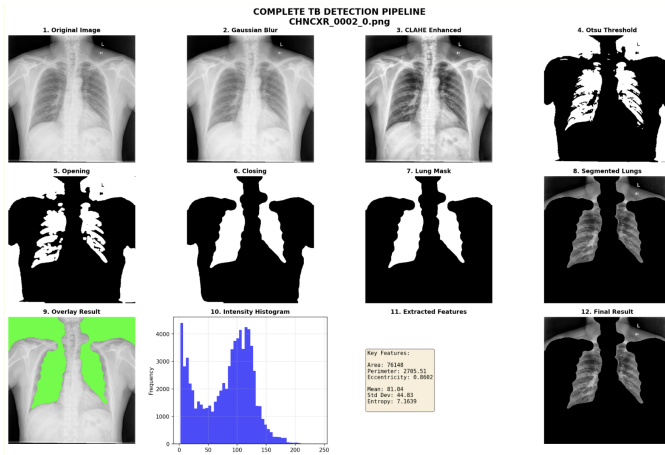 COMPLETE TB DETECTION PIPELINE
CHNCXR_0002_0.png
1. Original Image
2. Gaussian Blur
3. CLAHE Enhanced
4. Otsu Threshold
L
L
L
L
5. Opening
6. Closing
7. Lung Mask
8. Segmented Lungs
L
L
9. Overlay Result
10. Intensity Histogram
11. Extracted Features
12. Final Result
L
Frequency
4000
3000
2000
1000
0
0
50
100
150
200
250
Key Features:
Area: 76148
Perimeter: 2705.51
Eccentricity: 0.8602
Mean: 81.04
Std Dev: 44.83
Entropy: 7.1639